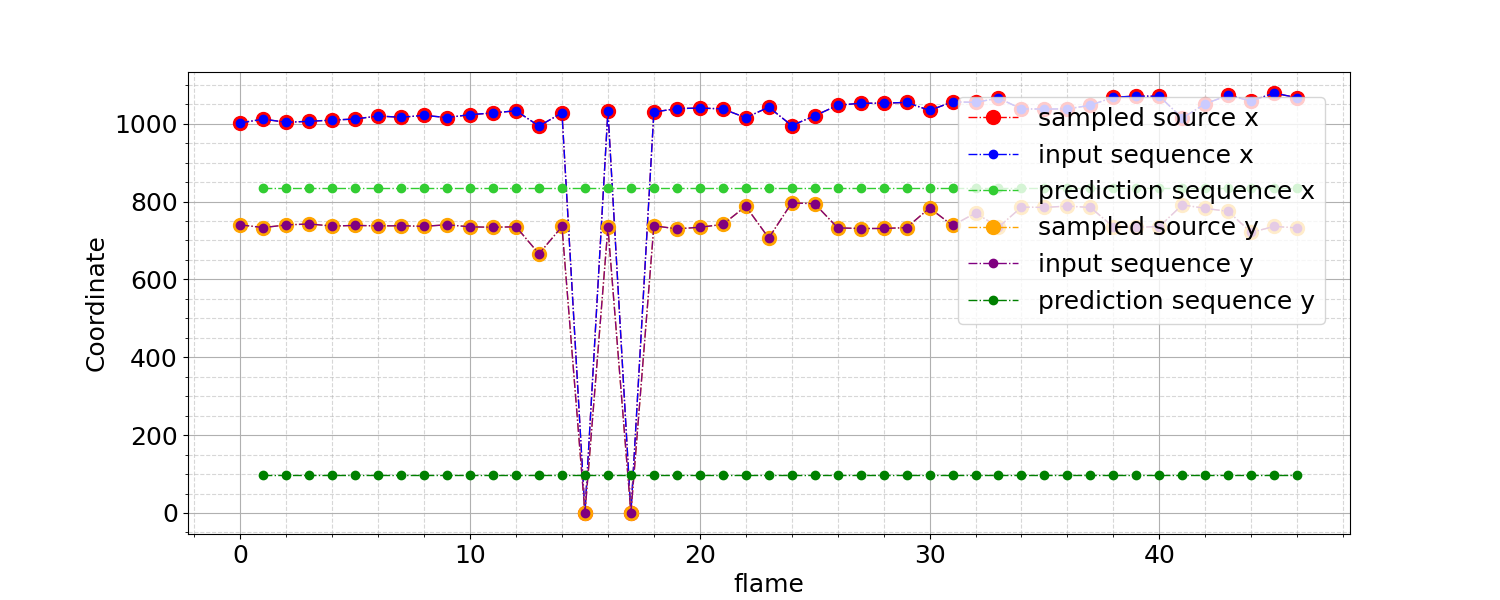 1000
800
600
400
200
0
Coordinate
0 10 20 30 40
flame
sampled source x
input sequence x
prediction sequence x
sampled source y
input sequence y
prediction sequence y